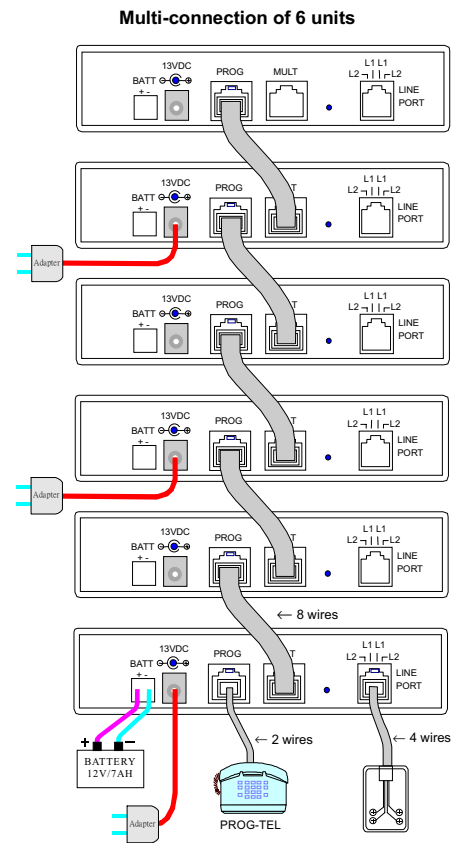 Multi-connection of 6 units
13VDC
BATT
+ -
PROG
MULT
L1 L1
L2 L2
LINE
PORT
13VDC
BATT
+ -
PROG
T
L1 L1
L2 L2
LINE
PORT
Adapter
13VDC
BATT
+ -
PROG
T
L1 L1
L2 L2
LINE
PORT
13VDC
BATT
+ -
PROG
T
L1 L1
L2 L2
LINE
PORT
Adapter
13VDC
BATT
+ -
PROG
T
L1 L1
L2 L2
LINE
PORT
← 8 wires
13VDC
BATT
+ -
PROG
T
L1 L1
L2 L2
LINE
PORT
+ −
BATTERY
12V/7AH
← 2 wires
← 4 wires
Adapter
PROG-TEL